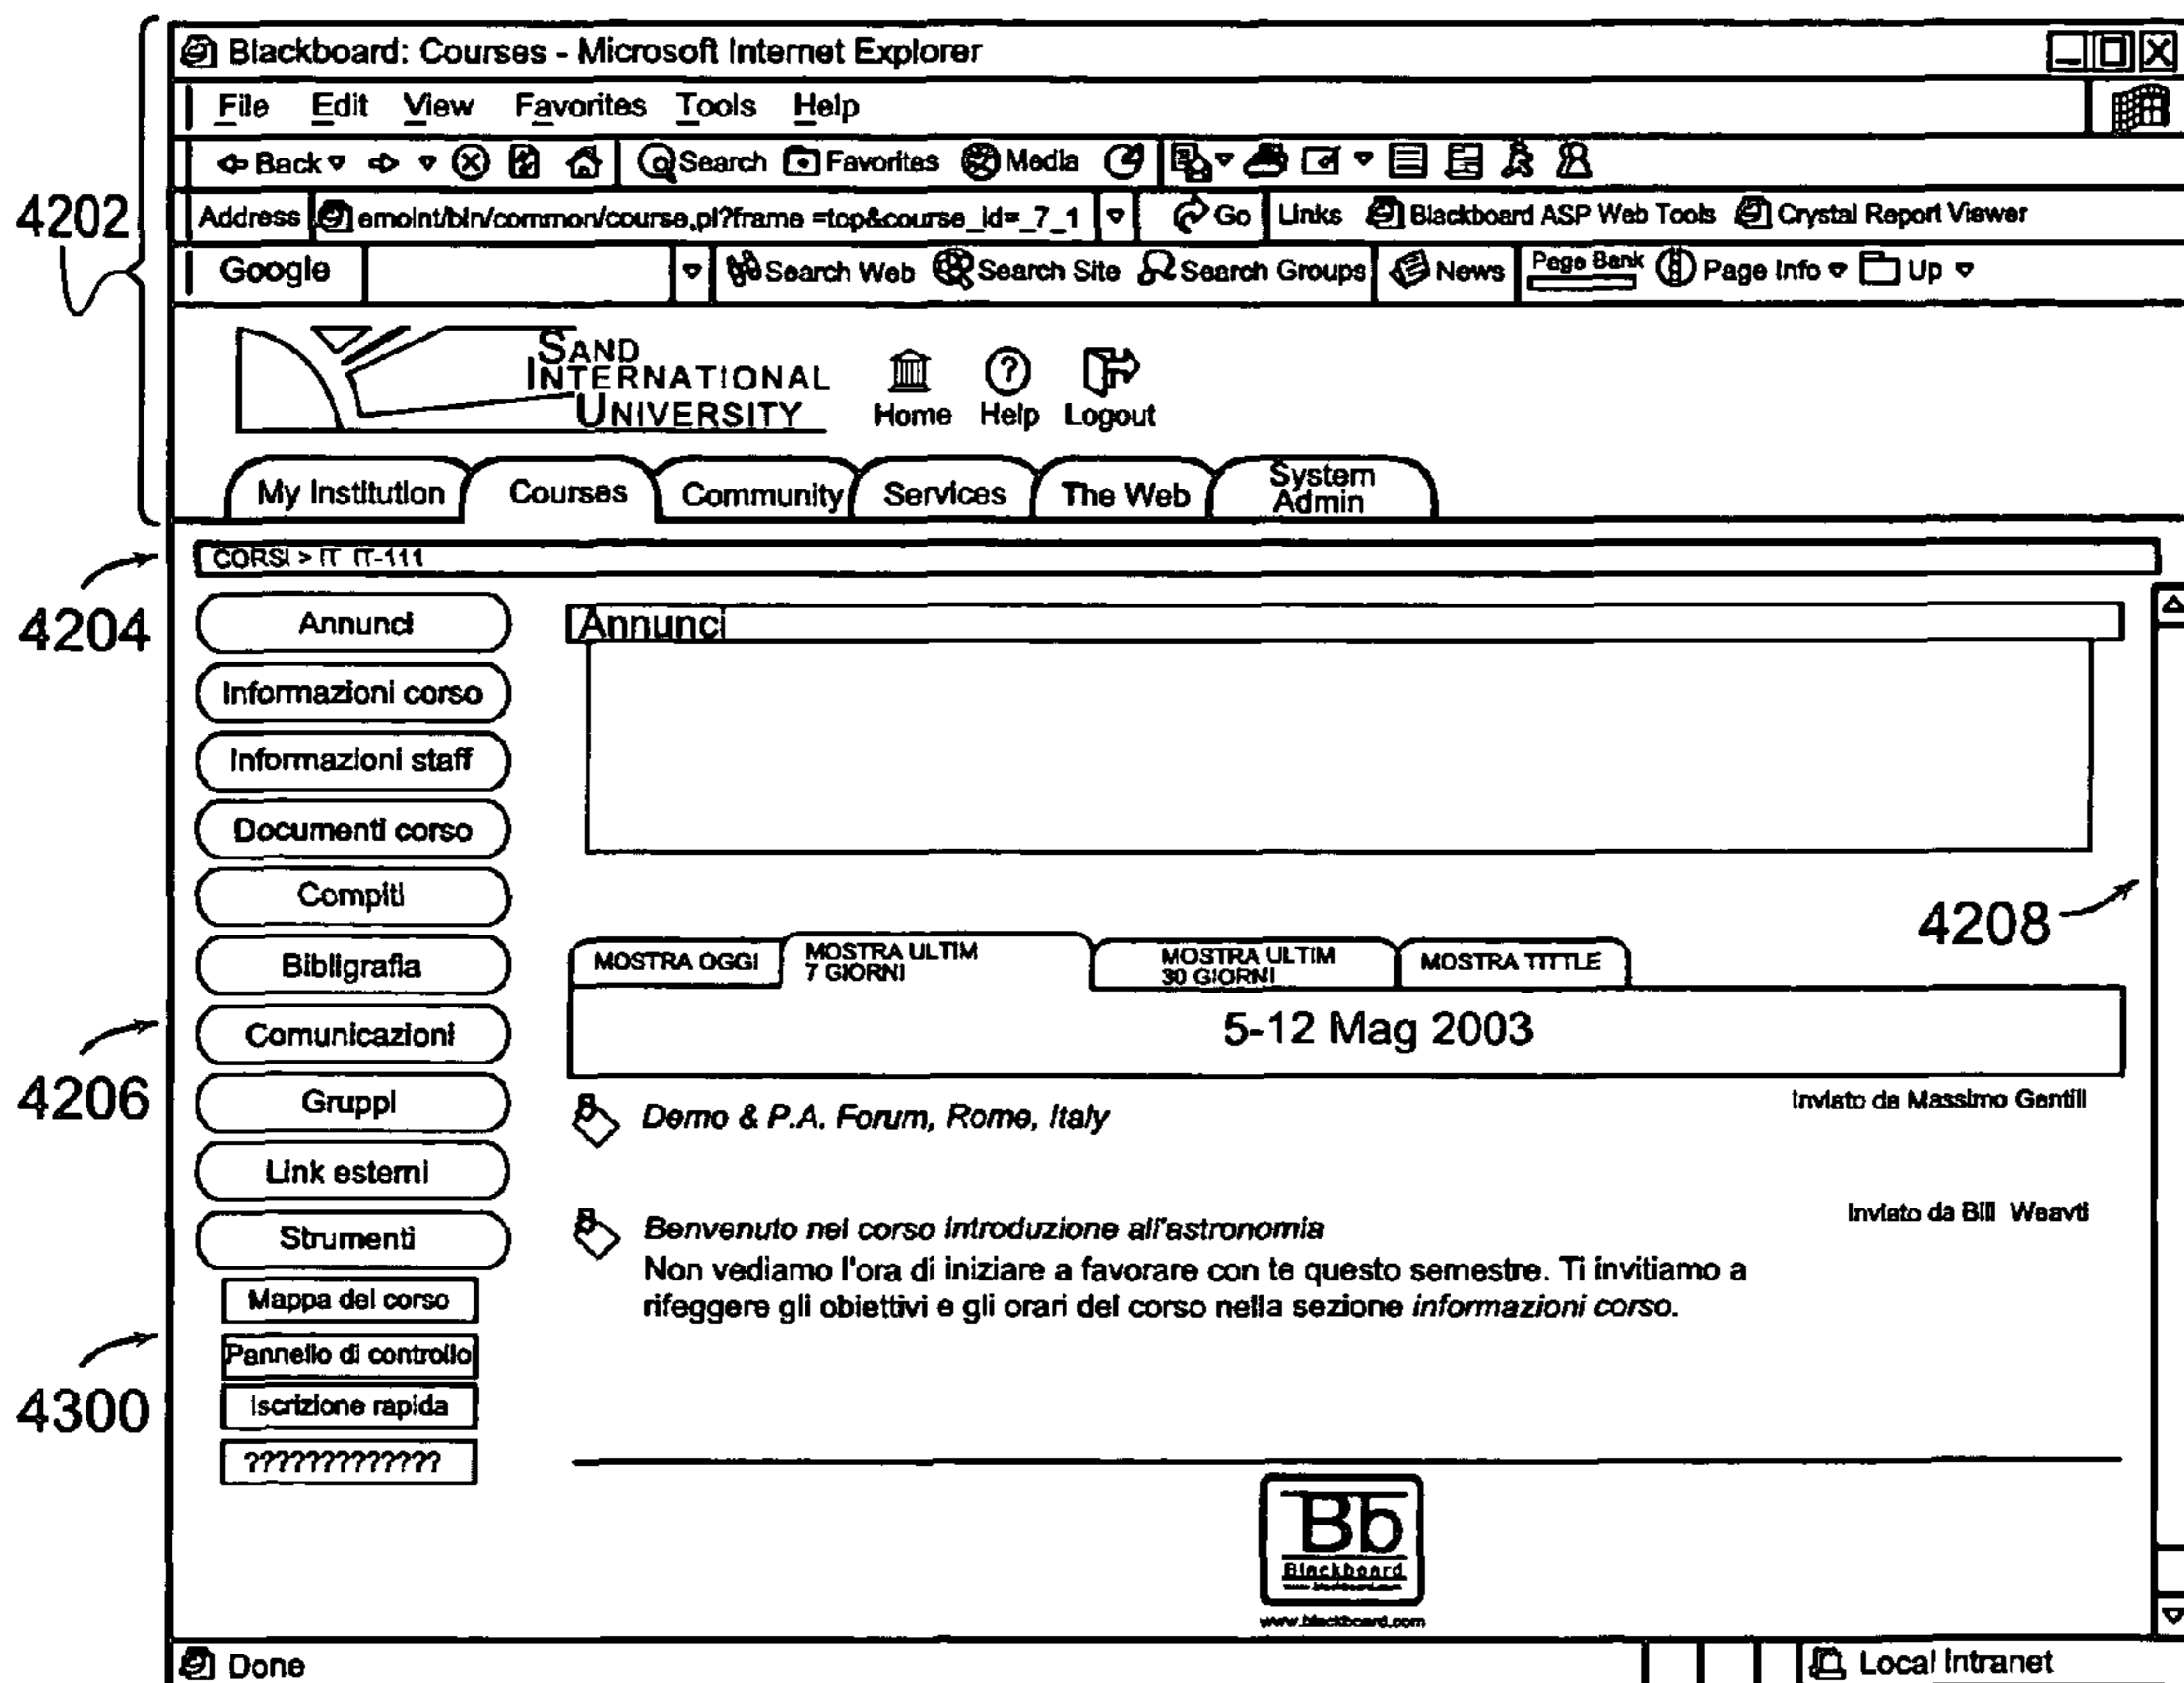 Blackboard: Courses - Microsoft Internet Explorer
File Edit View Favorites Tools Help
Back Search Favorites Media
4202
Address emoint/bin/common/course.pl?frame =top&course_id=_7_1 Go Links Blackboard ASP Web Tools Crystal Report Viewer
Google Search Web Search Site Search Groups News Page Bank Page Info Up
SAND
INTERNATIONAL
UNIVERSITY
Home Help Logout
My Institution Courses Community Services The Web System Admin
CORSI > IT IT-111
4204
Annunci
Informazioni corso
Informazioni staff
Documenti corso
Compiti
Bibligrafia
Comunicazioni
4206
Gruppi
Link esterni
Strumenti
Mappa del corso
Pannello di controllo
4300
Iscrizione rapida
?????????????
Annunci
4208
MOSTRA OGGI
MOSTRA ULTIM
7 GIORNI
MOSTRA ULTIM
30 GIORNI
MOSTRA TITTLE
5-12 Mag 2003
Demo & P.A. Forum, Rome, Italy
Inviato da Massimo Gentill
Benvenuto nel corso introduzione all'astronomia
Inviato da Bill Weavti
Non vediamo l'ora di iniziare a favorare con te questo semestre. Ti invitiamo a
rifeggere gli obiettivi e gli orari del corso nella sezione informazioni corso.
Bb
Blackboard
www.blackboard.com
Done Local Intranet